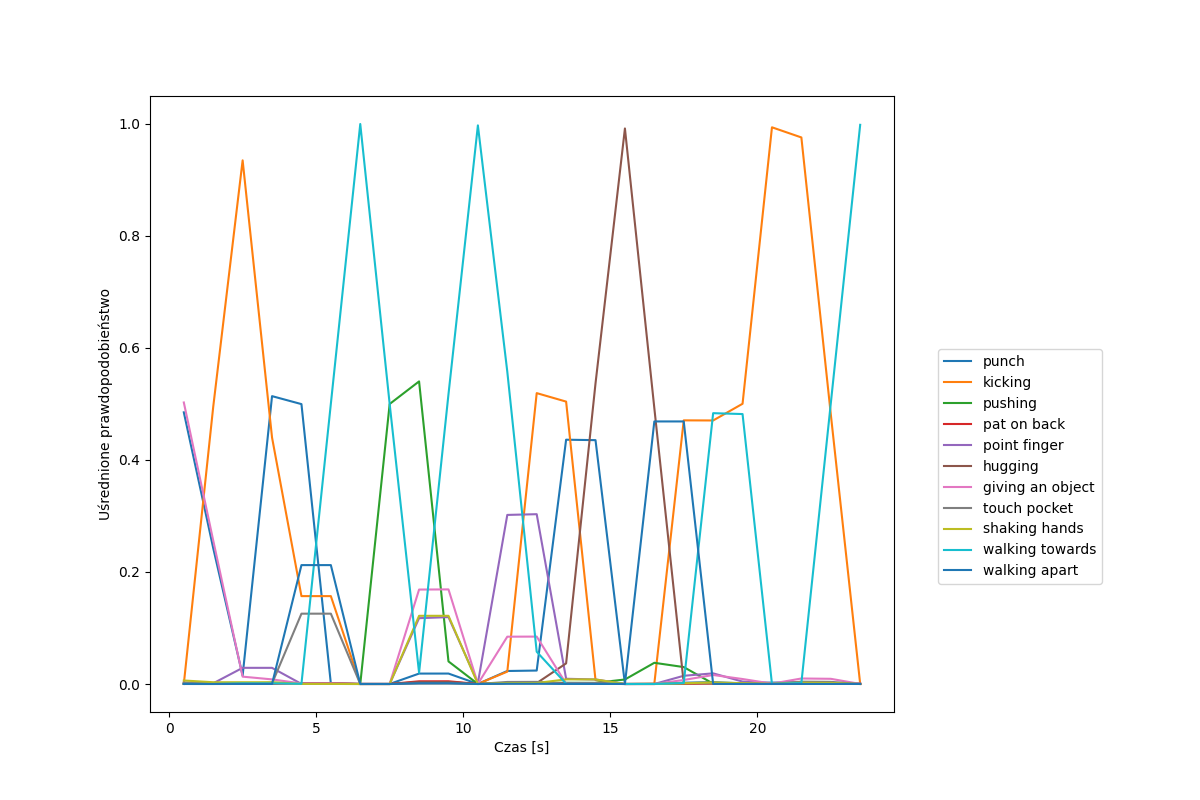 1.0
0.8
0.6
0.4
0.2
0.0
Uśrednione prawdopodobieństwo
0
5
10
15
20
Czas [s]
punch
kicking
pushing
pat on back
point finger
hugging
giving an object
touch pocket
shaking hands
walking towards
walking apart